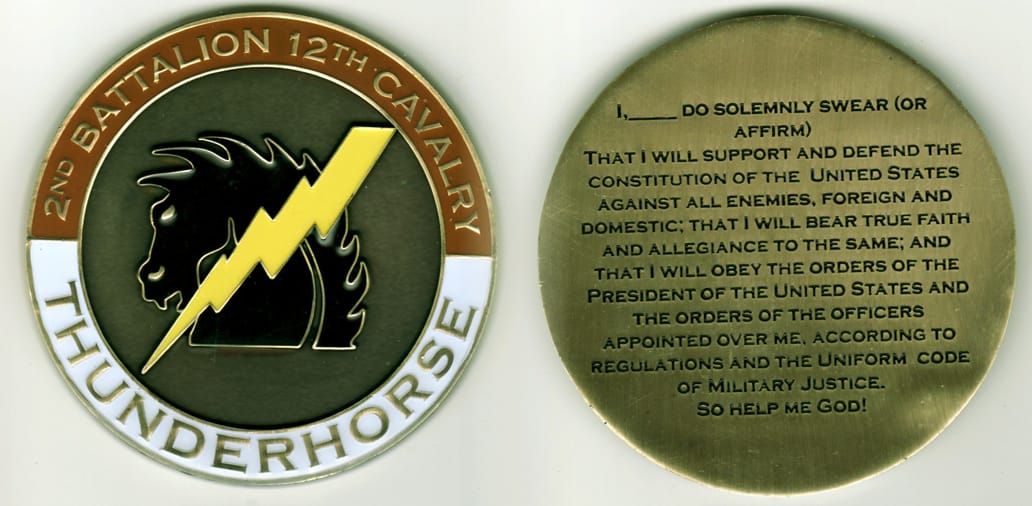 2ND BATTALION 12TH CAVALRY
THUNDERHORSE
I,____ DO SOLEMNLY SWEAR (OR
AFFIRM)
THAT I WILL SUPPORT AND DEFEND THE
CONSTITUTION OF THE UNITED STATES
AGAINST ALL ENEMIES, FOREIGN AND
DOMESTIC; THAT I WILL BEAR TRUE FAITH
AND ALLEGIANCE TO THE SAME; AND
THAT I WILL OBEY THE ORDERS OF THE
PRESIDENT OF THE UNITED STATES AND
THE ORDERS OF THE OFFICERS
APPOINTED OVER ME, ACCORDING TO
REGULATIONS AND THE UNIFORM CODE
OF MILITARY JUSTICE.
SO HELP ME GOD!